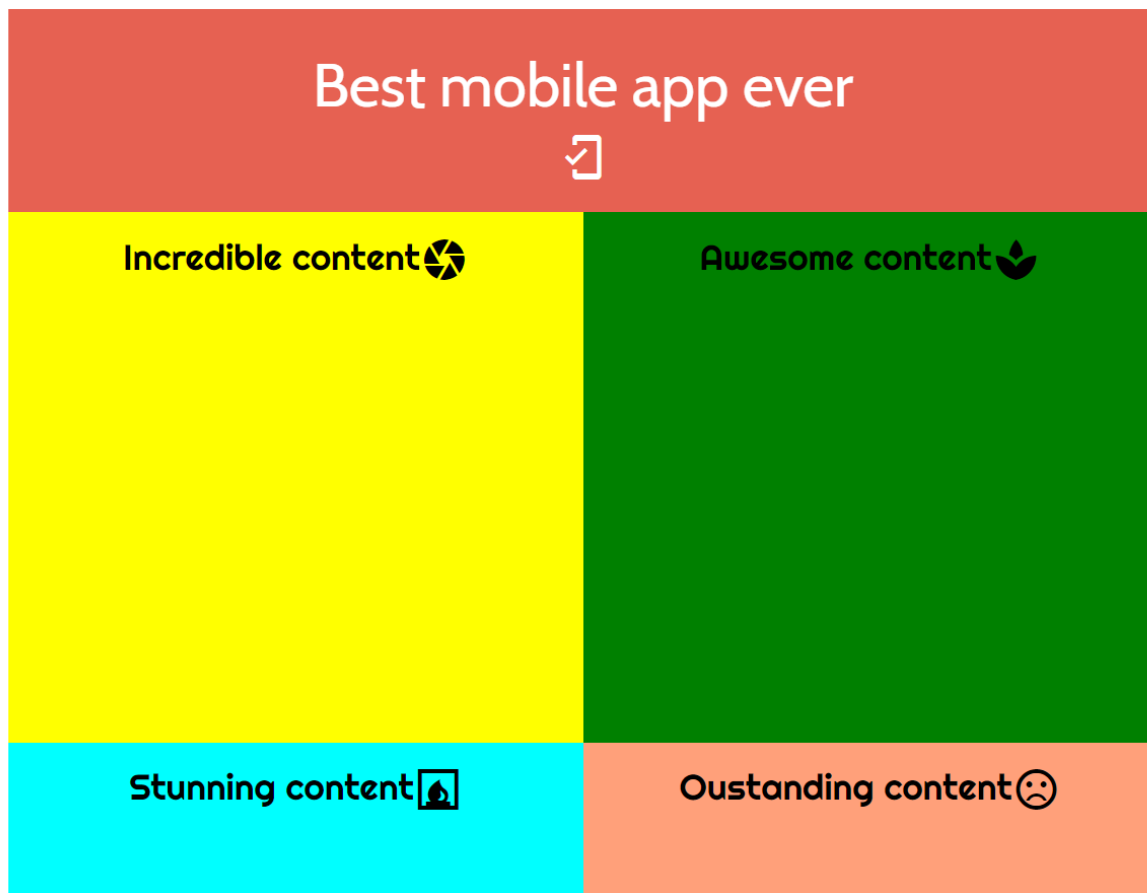 Best mobile app ever
Incredible content
Awesome content
Stunning content
Oustanding content